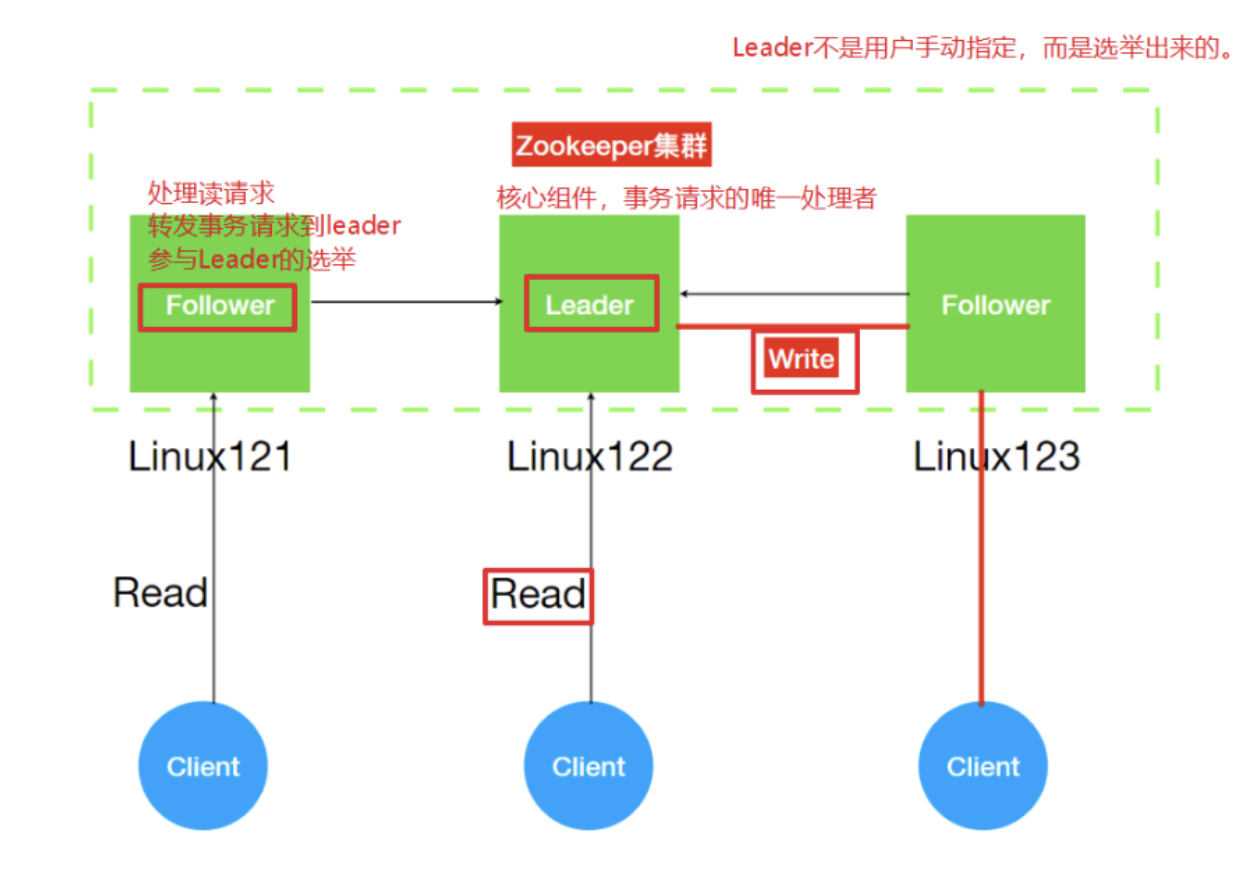 Leader不是用户手动指定，而是选举出来的。
Zookeeper集群
处理读请求
转发事务请求到leader
参与Leader的选举
核心组件，事务请求的唯一处理者
Follower
Leader
Follower
Write
Linux121
Linux122
Linux123
Read
Read
Client
Client
Client